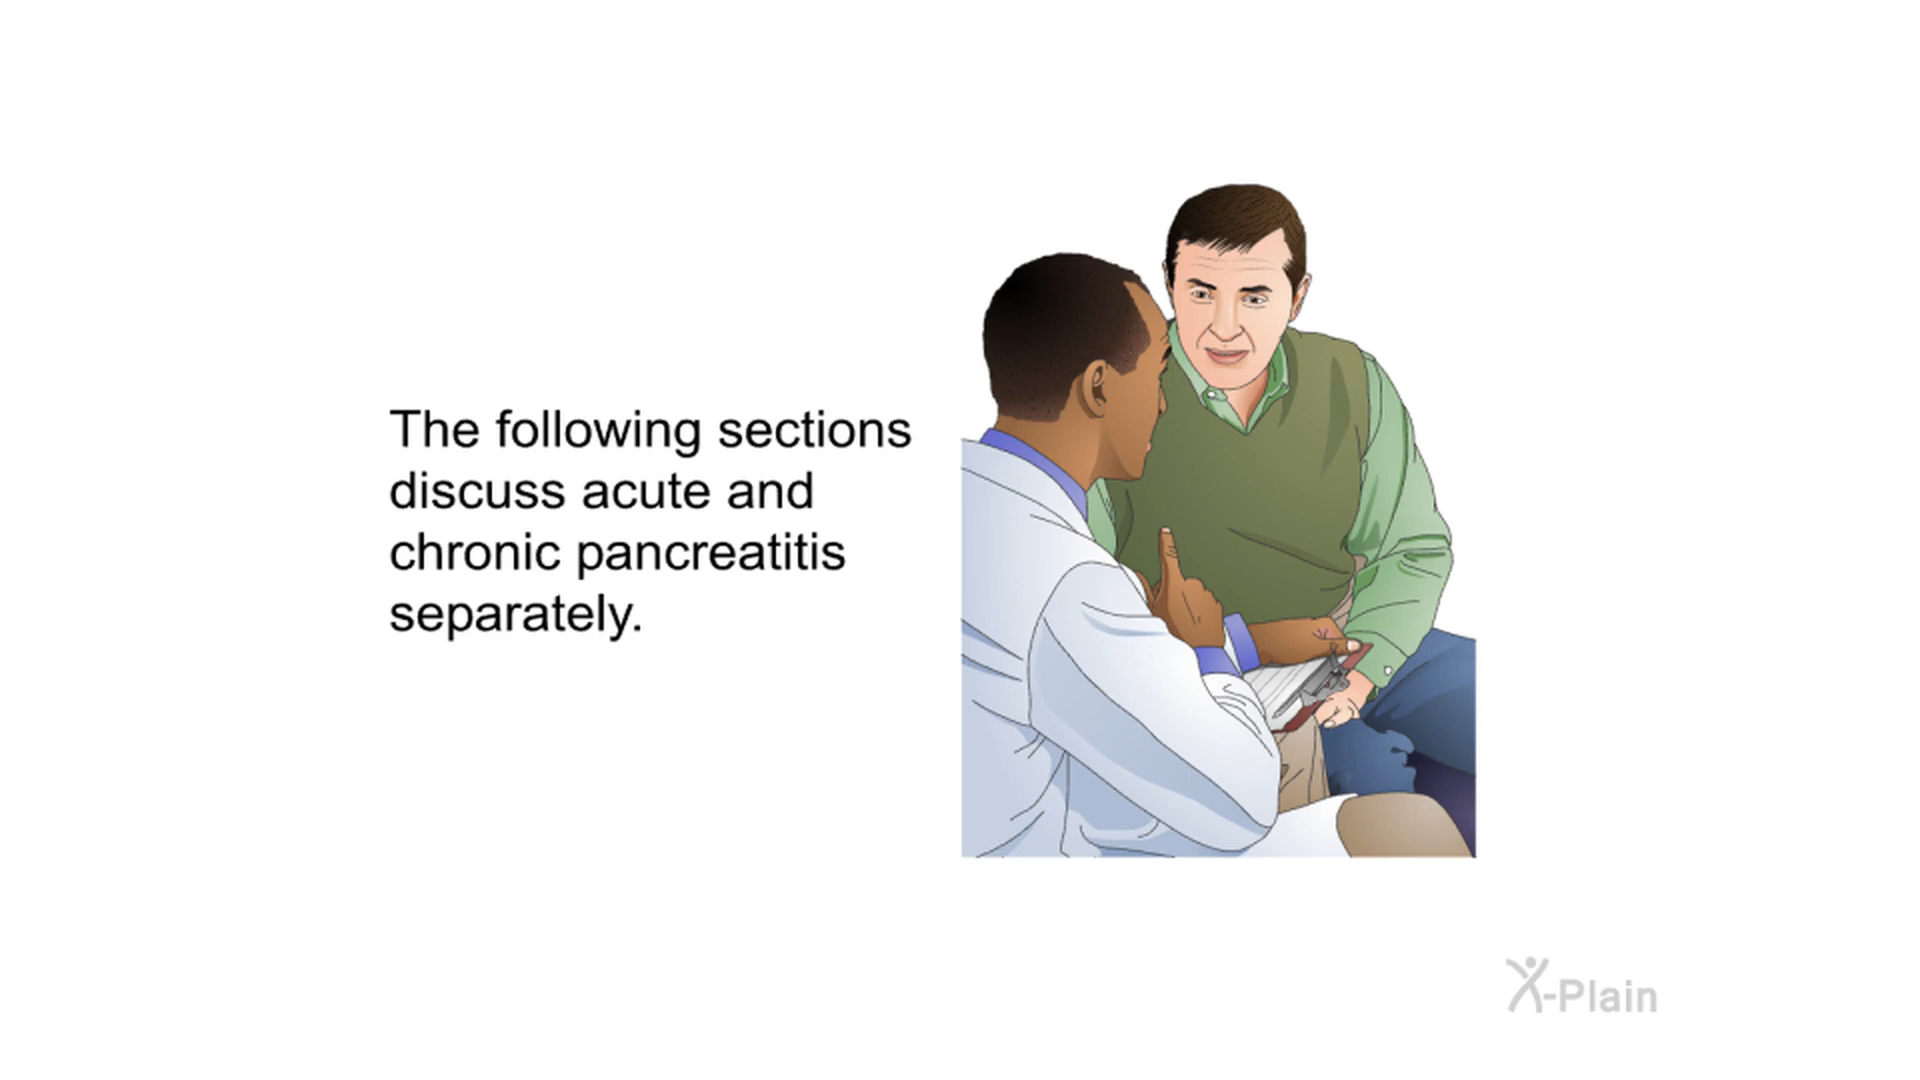 The following sections
discuss acute and
chronic pancreatitis
separately.
X-Plain